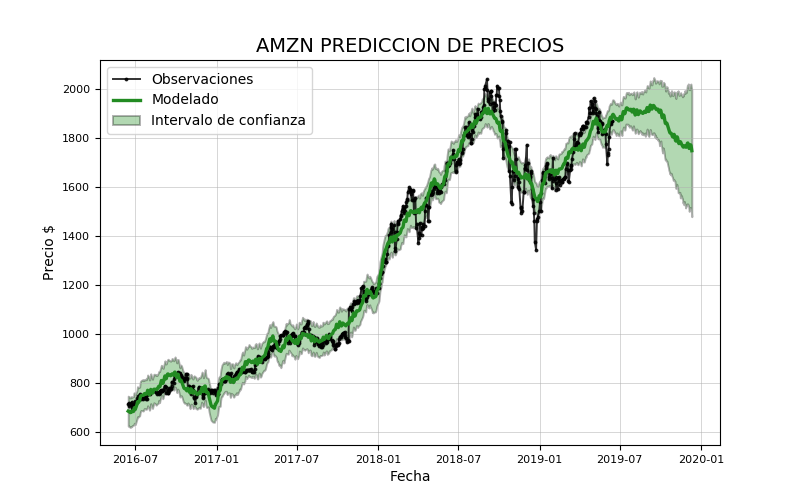 AMZN PREDICCION DE PRECIOS
Observaciones
Modelado
Intervalo de confianza
Precio $
2000
1800
1600
1400
1200
1000
800
600
2016-07 2017-01 2017-07 2018-01 2018-07 2019-01 2019-07 2020-01
Fecha